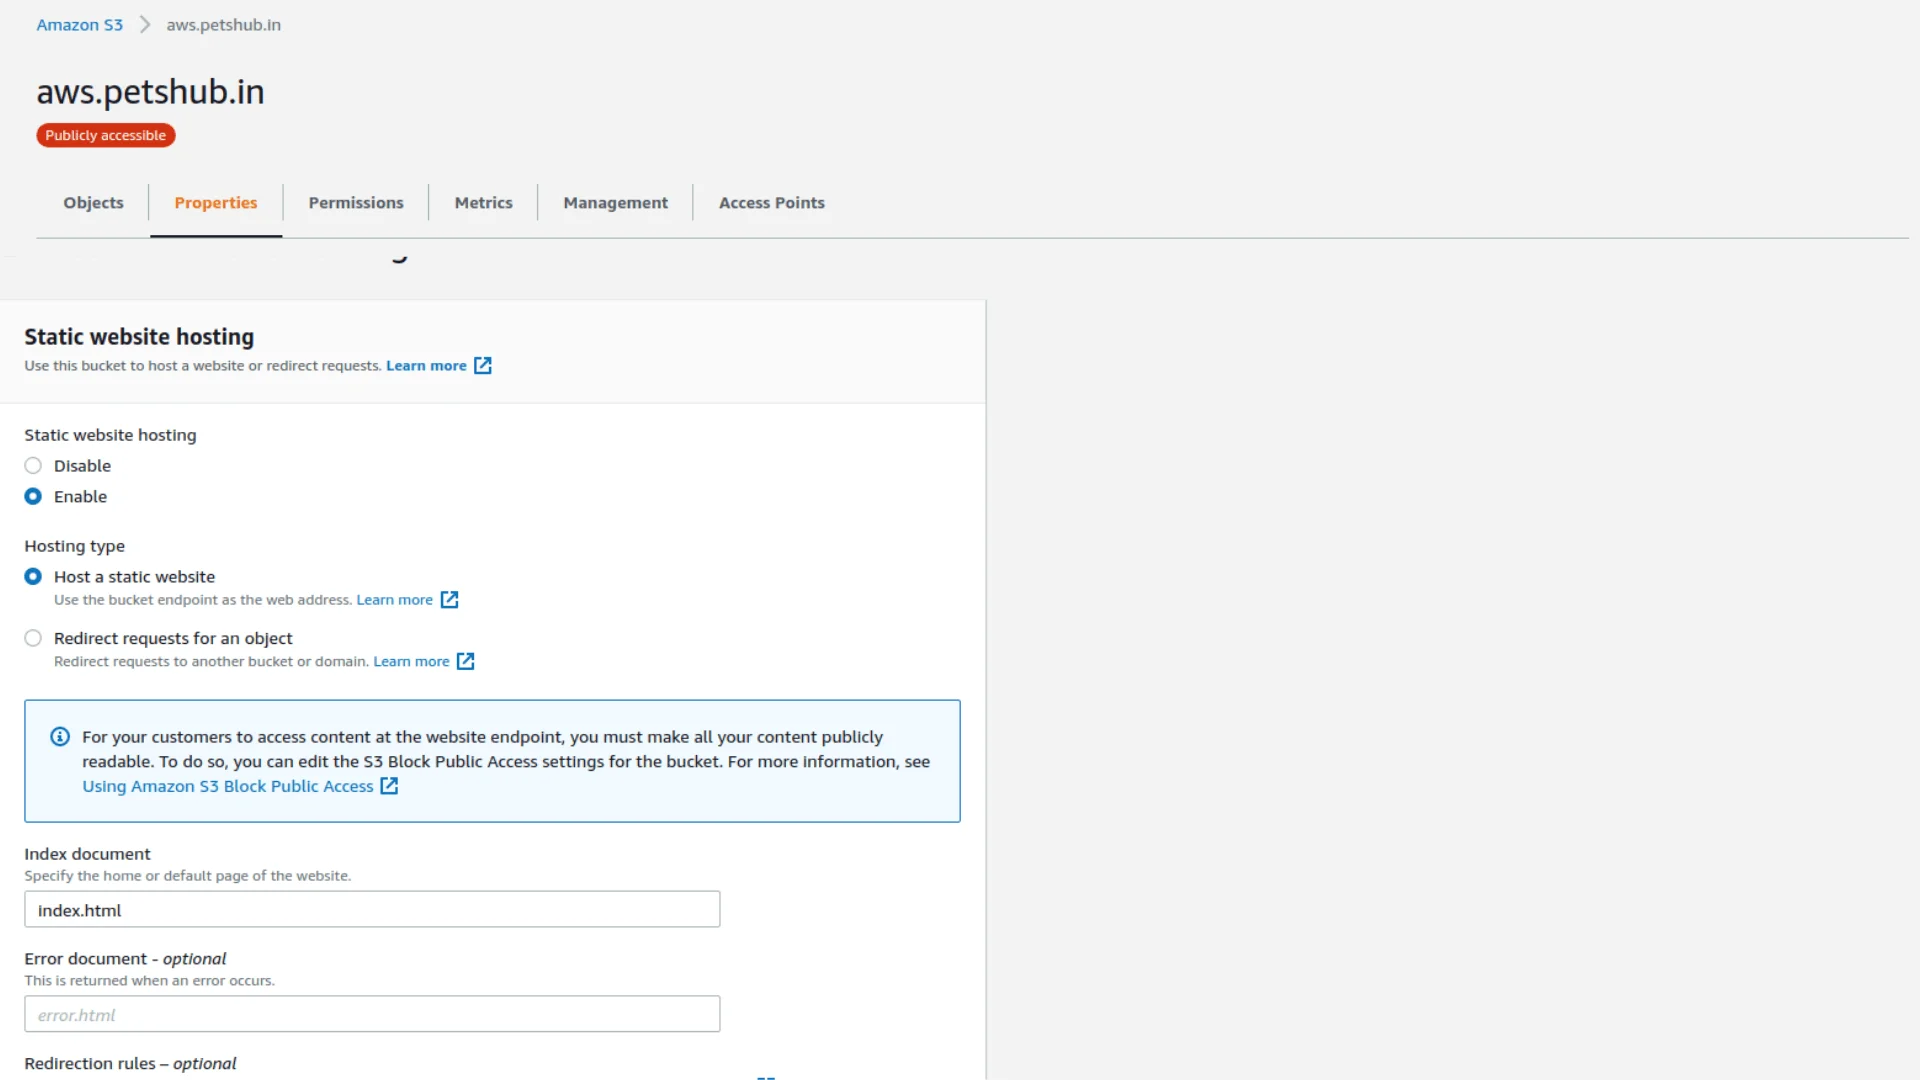 Amazon S3 > aws.petshub.in
aws.petshub.in
Publicly accessible
Objects Properties Permissions Metrics Management Access Points
Static website hosting
Use this bucket to host a website or redirect requests. Learn more
Static website hosting
Disable
Enable
Hosting type
Host a static website
Use the bucket endpoint as the web address. Learn more
Redirect requests for an object
Redirect requests to another bucket or domain. Learn more
For your customers to access content at the website endpoint, you must make all your content publicly
readable. To do so, you can edit the S3 Block Public Access settings for the bucket. For more information, see
Using Amazon S3 Block Public Access
Index document
Specify the home or default page of the website.
index.html
Error document - optional
This is returned when an error occurs.
error.html
Redirection rules – optional